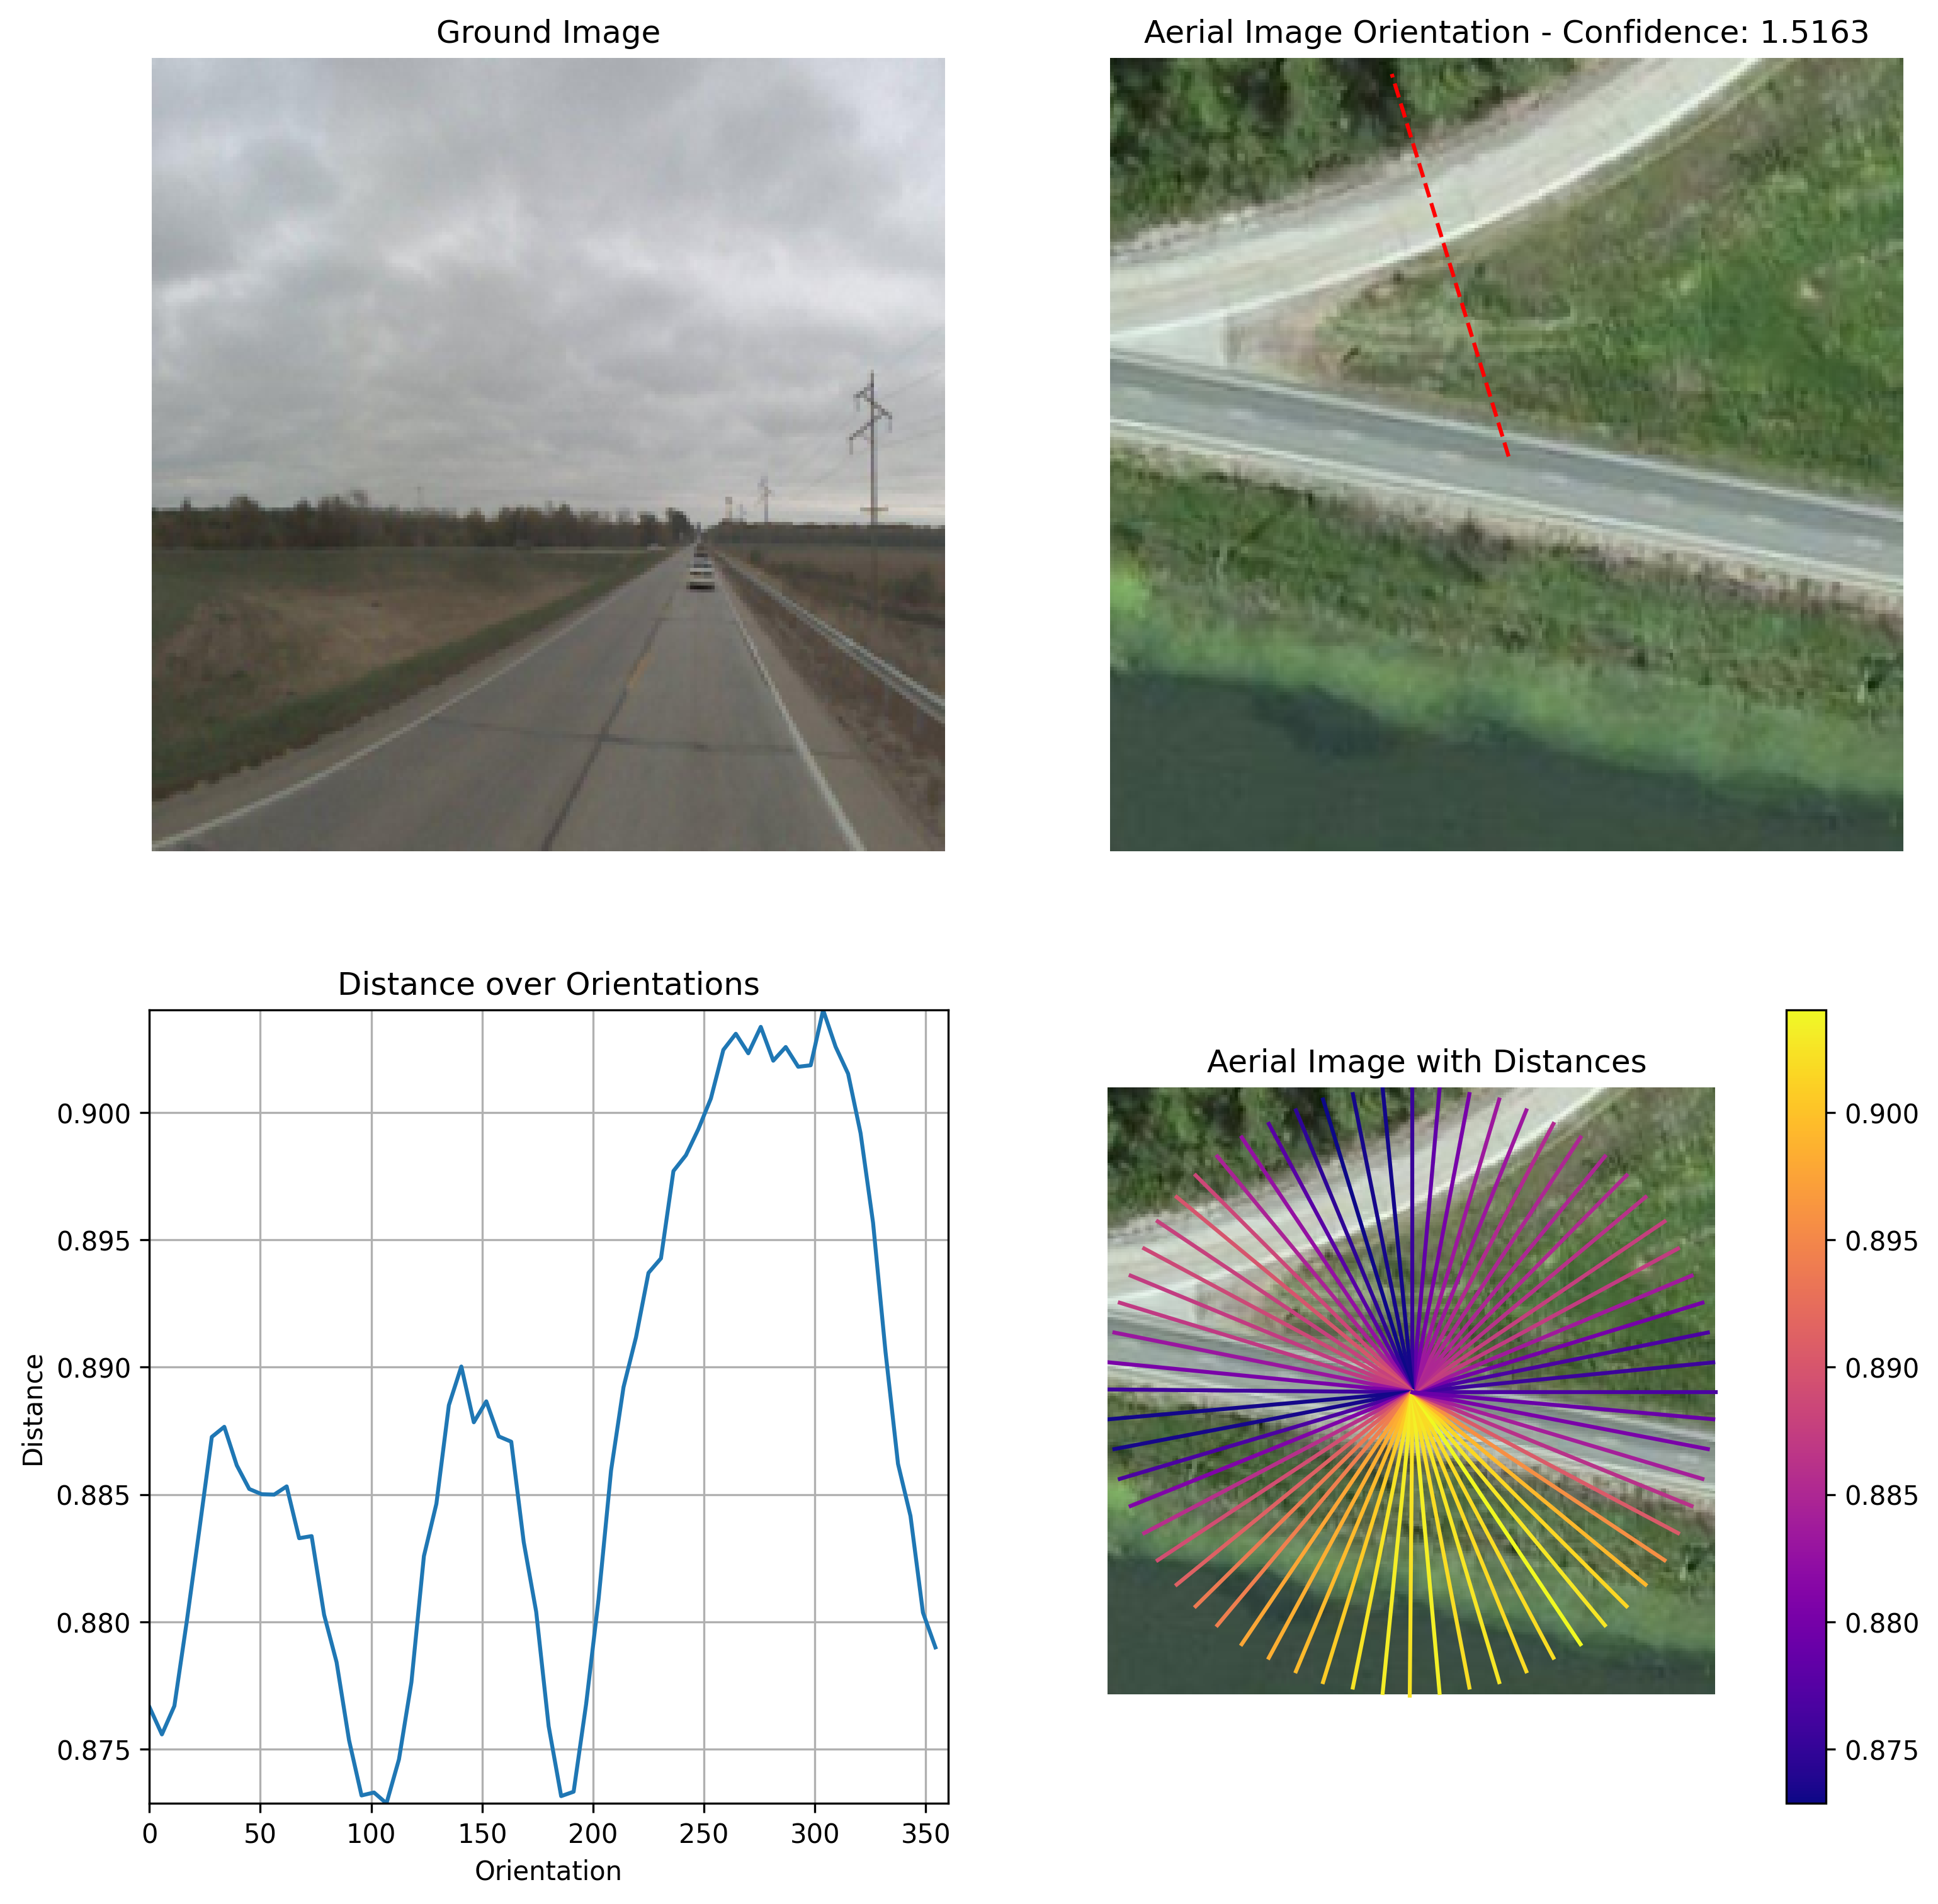 Ground Image
Aerial Image Orientation - Confidence: 1.5163
Distance over Orientations
0.900
0.895
0.890
0.885
0.880
0.875
Distance
0 50 100 150 200 250 300 350
Orientation
Aerial Image with Distances
0.900
0.895
0.890
0.885
0.880
0.875